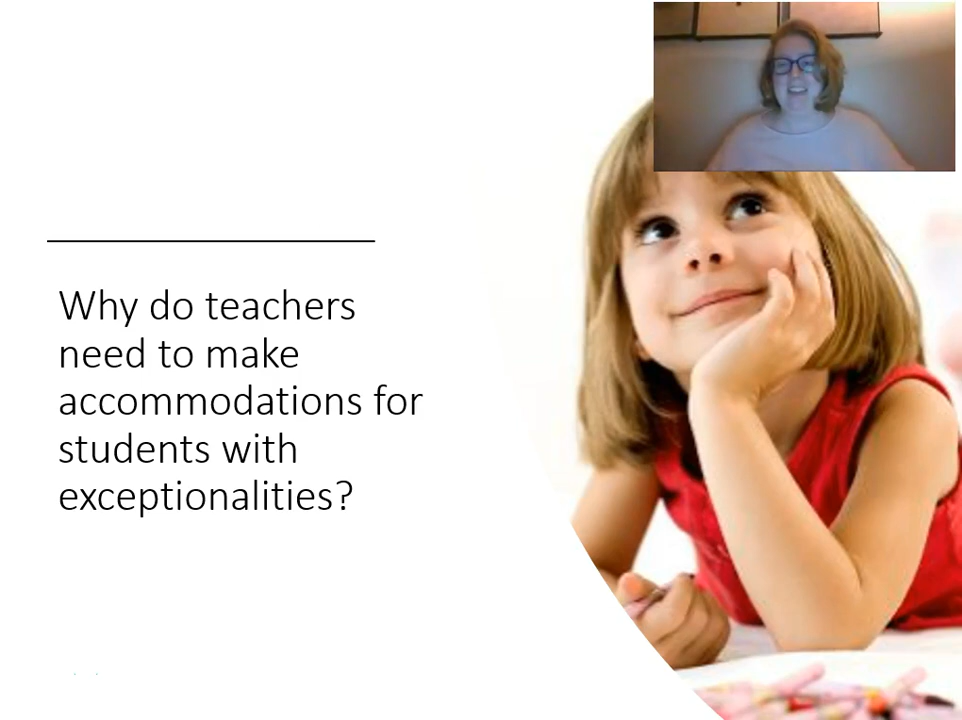 Why do teachers
need to make
accommodations for
students with
exceptionalities?